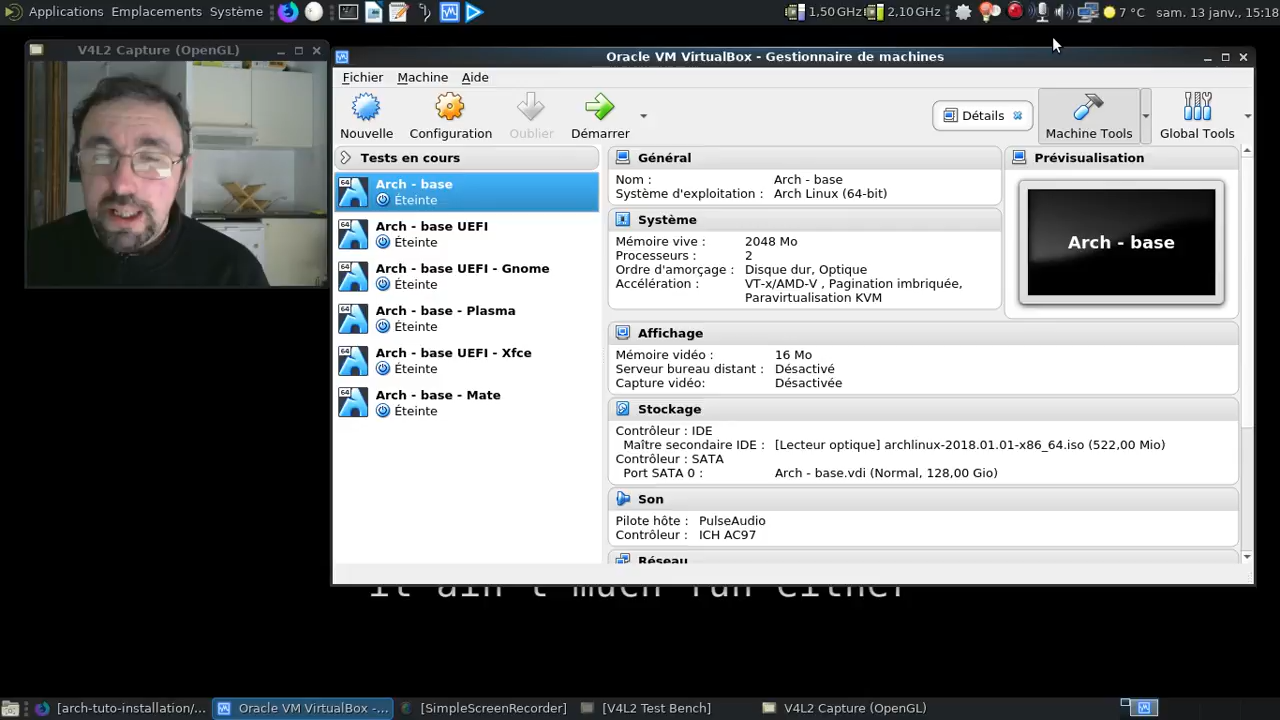 Applications Emplacements Système 1,50 GHz 2,10 GHz 7 °C sam. 13 janv., 15:18
V4L2 Capture (OpenGL)
Oracle VM VirtualBox - Gestionnaire de machines
Fichier Machine Aide
Nouvelle Configuration Oublier Démarrer Détails Machine Tools Global Tools
Tests en cours
Arch - base
Éteinte
Arch - base UEFI
Éteinte
Arch - base UEFI - Gnome
Éteinte
Arch - base - Plasma
Éteinte
Arch - base UEFI - Xfce
Éteinte
Arch - base - Mate
Éteinte
Général
Nom : Arch - base
Système d'exploitation : Arch Linux (64-bit)
Système
Mémoire vive : 2048 Mo
Processeurs : 2
Ordre d'amorçage : Disque dur, Optique
Accélération : VT-x/AMD-V , Pagination imbriquée,
Paravirtualisation KVM
Prévisualisation
Arch - base
Affichage
Mémoire vidéo : 16 Mo
Serveur bureau distant : Désactivé
Capture vidéo: Désactivée
Stockage
Contrôleur : IDE
Maître secondaire IDE : [Lecteur optique] archlinux-2018.01.01-x86_64.iso (522,00 Mio)
Contrôleur : SATA
Port SATA 0 : Arch - base.vdi (Normal, 128,00 Gio)
Son
Pilote hôte : PulseAudio
Contrôleur : ICH AC97
Réseau
it ain't much fun either
[arch-tuto-installation/... Oracle VM VirtualBox -... [SimpleScreenRecorder] [V4L2 Test Bench] V4L2 Capture (OpenGL)